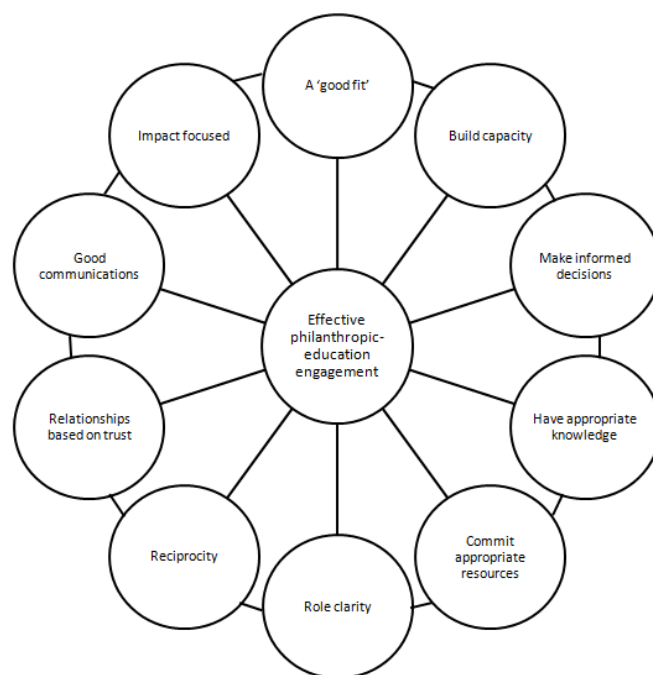 A ‘good fit’
Build capacity
Make informed
decisions
Have appropriate
knowledge
Commit
appropriate
resources
Role clarity
Reciprocity
Relationships
based on trust
Good
communications
Impact focused
Effective
philanthropic-
education
engagement